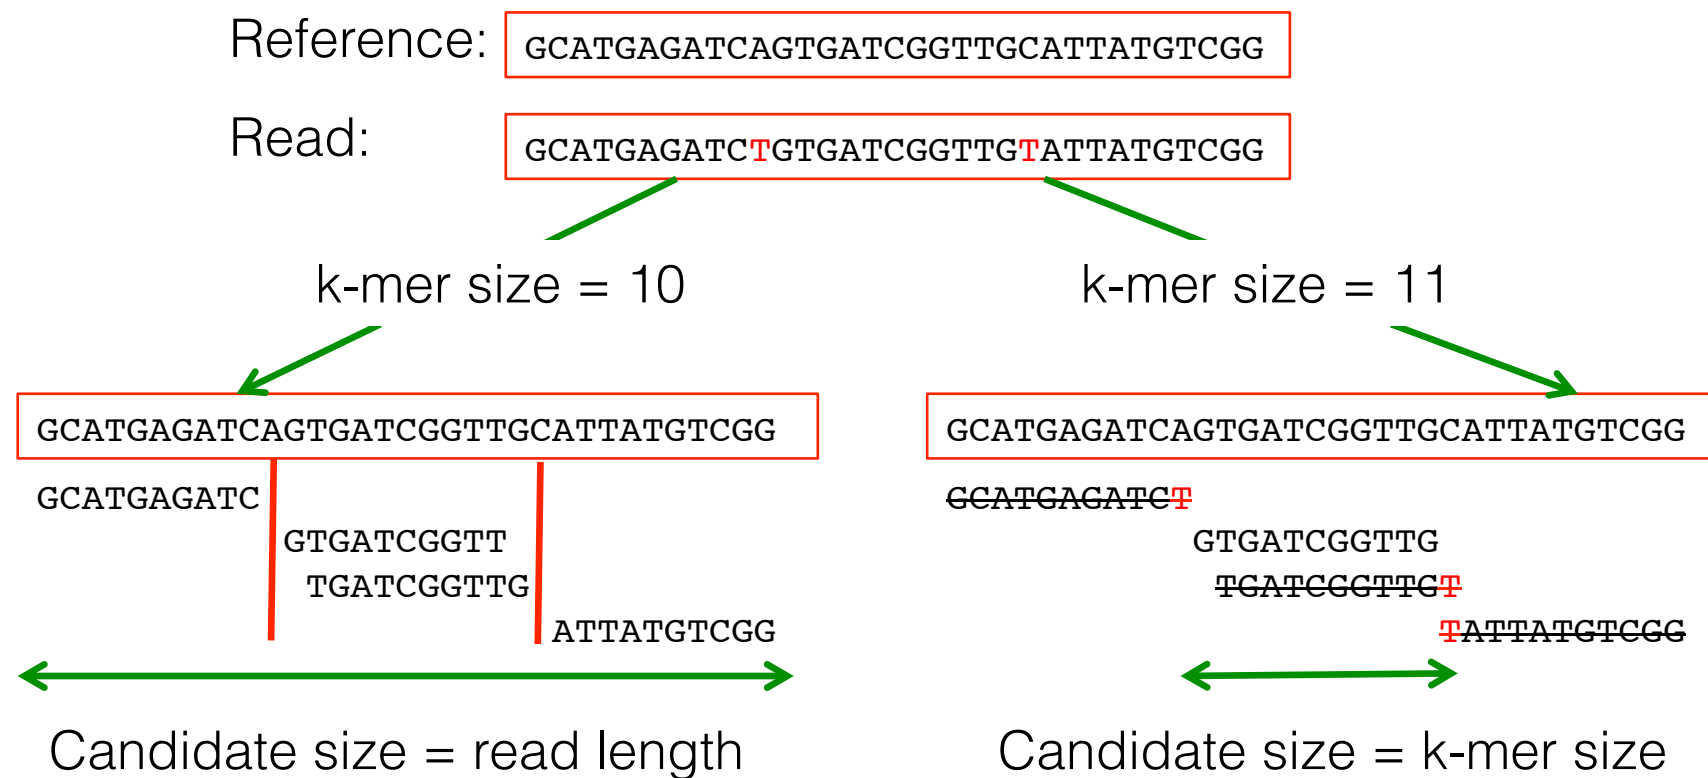 Reference: GCATGAGATCAGTGATCGGTTGCATTATGTCGG
Read: GCATGAGATCTGTGATCGGTTGTATTATGTCGG
k-mer size = 10
k-mer size = 11
GCATGAGATCAGTGATCGGTTGCATTATGTCGG
GCATGAGATC
GTGATCGGTT
TGATCGGTTG
ATTATGTCGG
Candidate size = read length
GCATGAGATCAGTGATCGGTTGCATTATGTCGG
GCATGAGATCT
GTGATCGGTTG
TGATCGGTTGT
TATTATGTCGG
Candidate size = k-mer size